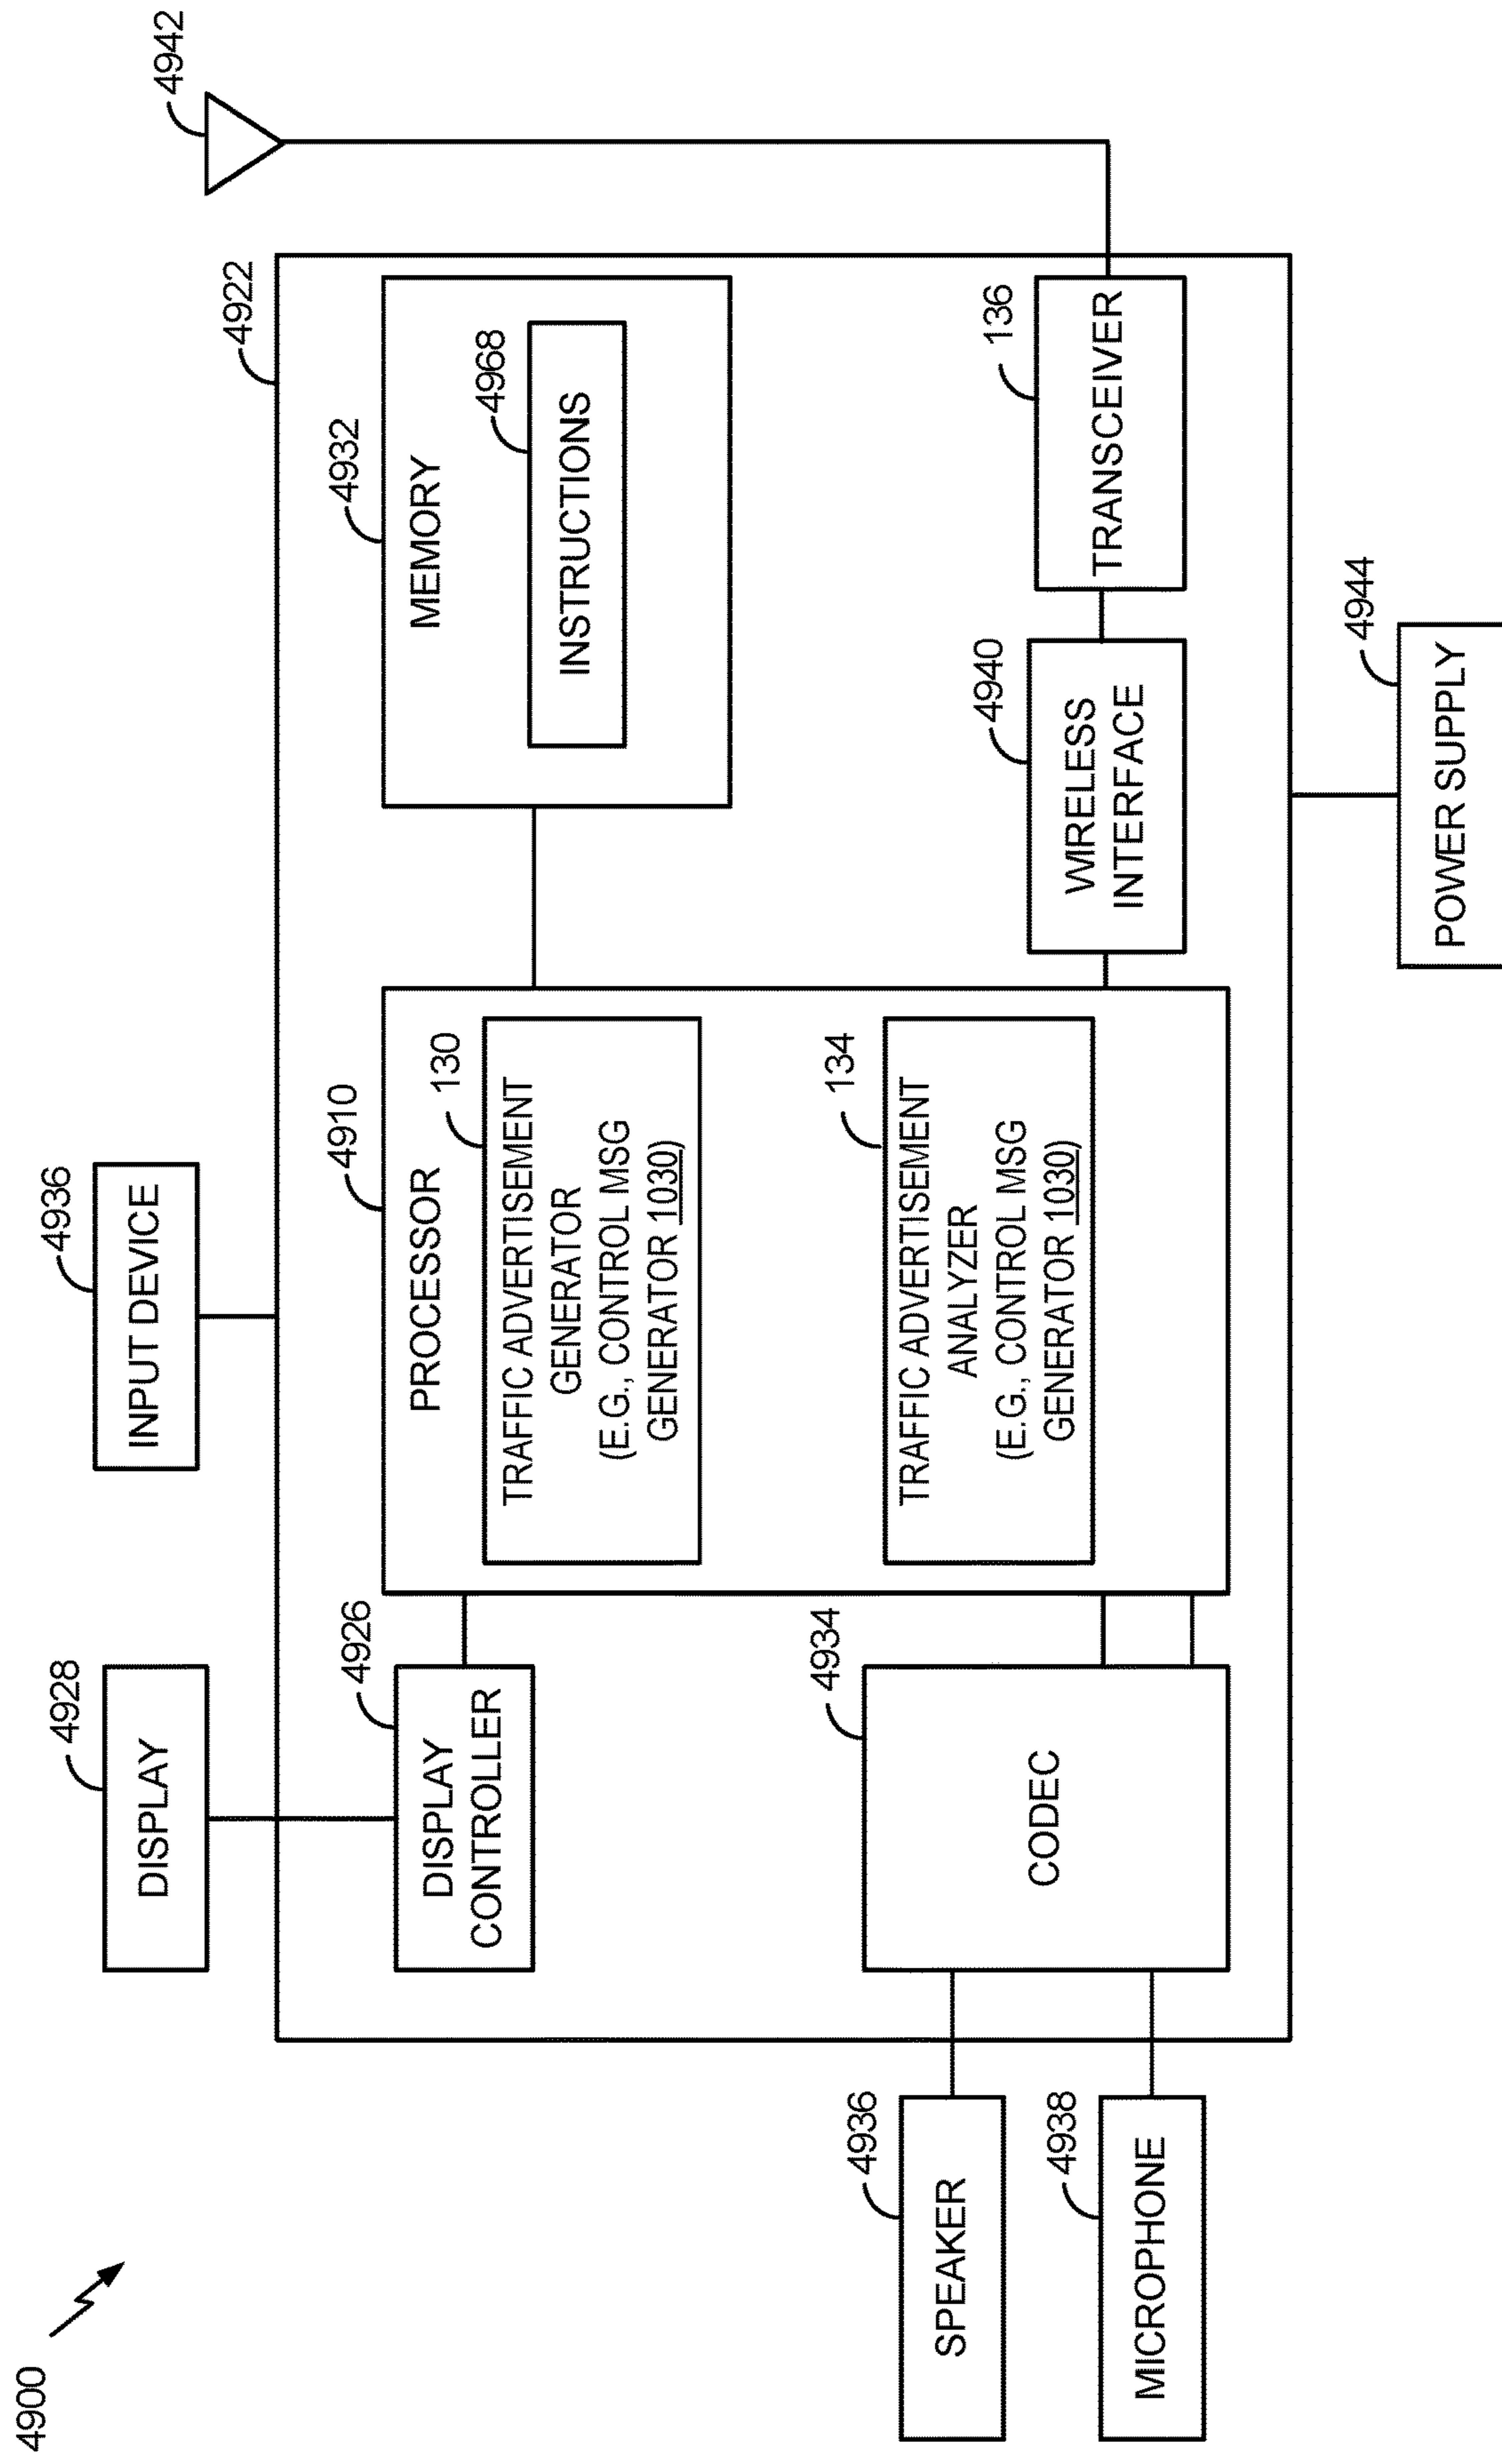 4900
4928
DISPLAY
4936
INPUT DEVICE
4942
4922
4926
DISPLAY
CONTROLLER
4910
PROCESSOR
130
TRAFFIC ADVERTISEMENT
GENERATOR
(E.G., CONTROL MSG
GENERATOR 1030)
4932
MEMORY
4968
INSTRUCTIONS
134
TRAFFIC ADVERTISEMENT
ANALYZER
(E.G., CONTROL MSG
GENERATOR 1030)
4934
CODEC
4936
SPEAKER
4938
MICROPHONE
4940
WIRELESS
INTERFACE
136
TRANSCEIVER
4944
POWER SUPPLY